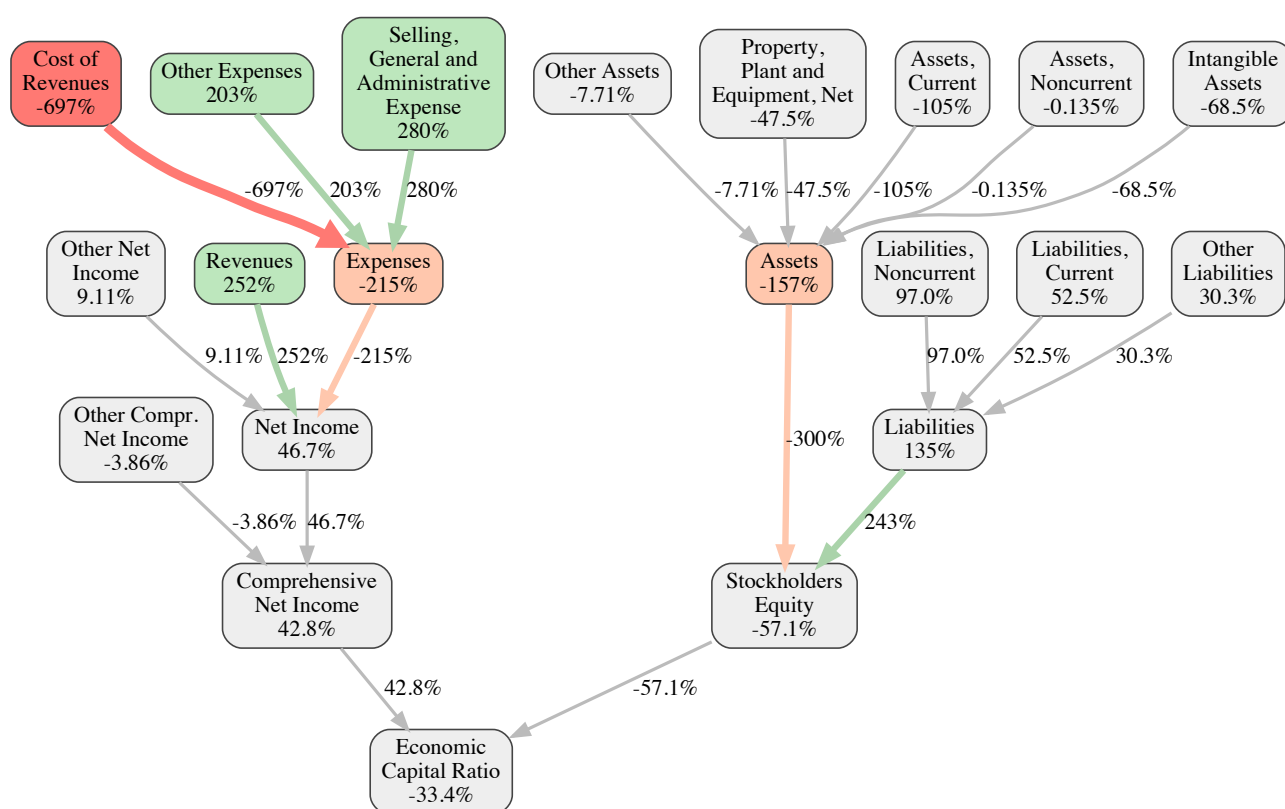 Cost of
Revenues
-697%
Other Expenses
203%
Selling,
General and
Administrative
Expense
280%
Other Assets
-7.71%
Property,
Plant and
Equipment, Net
-47.5%
Assets,
Current
-105%
Assets,
Noncurrent
-0.135%
Intangible
Assets
-68.5%
-697%
203%
280%
-7.71%
-47.5%
-105%
-0.135%
-68.5%
Other Net
Income
9.11%
Revenues
252%
Expenses
-215%
Assets
-157%
Liabilities,
Noncurrent
97.0%
Liabilities,
Current
52.5%
Other
Liabilities
30.3%
9.11%
252%
-215%
97.0%
52.5%
30.3%
Other Compr.
Net Income
-3.86%
Net Income
46.7%
-300%
Liabilities
135%
-3.86%
46.7%
243%
Comprehensive
Net Income
42.8%
Stockholders
Equity
-57.1%
42.8%
-57.1%
Economic
Capital Ratio
-33.4%